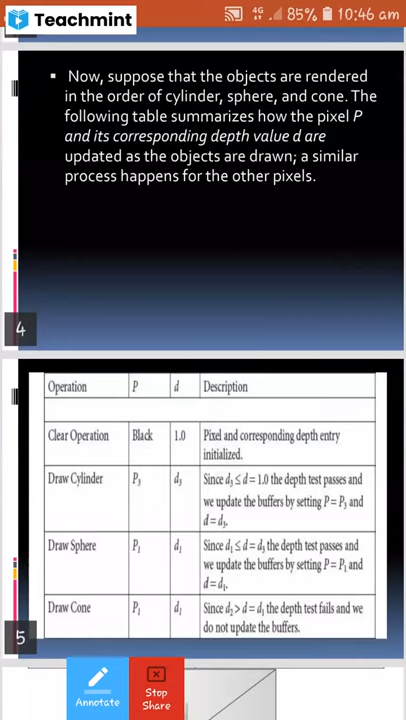 Teachmint
4G 85% 10:46 am
▪ Now, suppose that the objects are rendered
in the order of cylinder, sphere, and cone. The
following table summarizes how the pixel P
and its corresponding depth value d are
updated as the objects are drawn; a similar
process happens for the other pixels.
4
Operation P d Description
Clear Operation Black 1.0 Pixel and corresponding depth entry
initialized.
Draw Cylinder P₃ d₃ Since d₃ ≤ d = 1.0 the depth test passes and
we update the buffers by setting P = P₃ and
d = d₃.
Draw Sphere P₁ d₁ Since d₁ ≤ d = d₃ the depth test passes and
we update the buffers by setting P = P₁ and
d = d₁.
Draw Cone P₁ d₁ Since d₂ > d = d₁ the depth test fails and we
do not update the buffers.
5
Annotate
Stop
Share